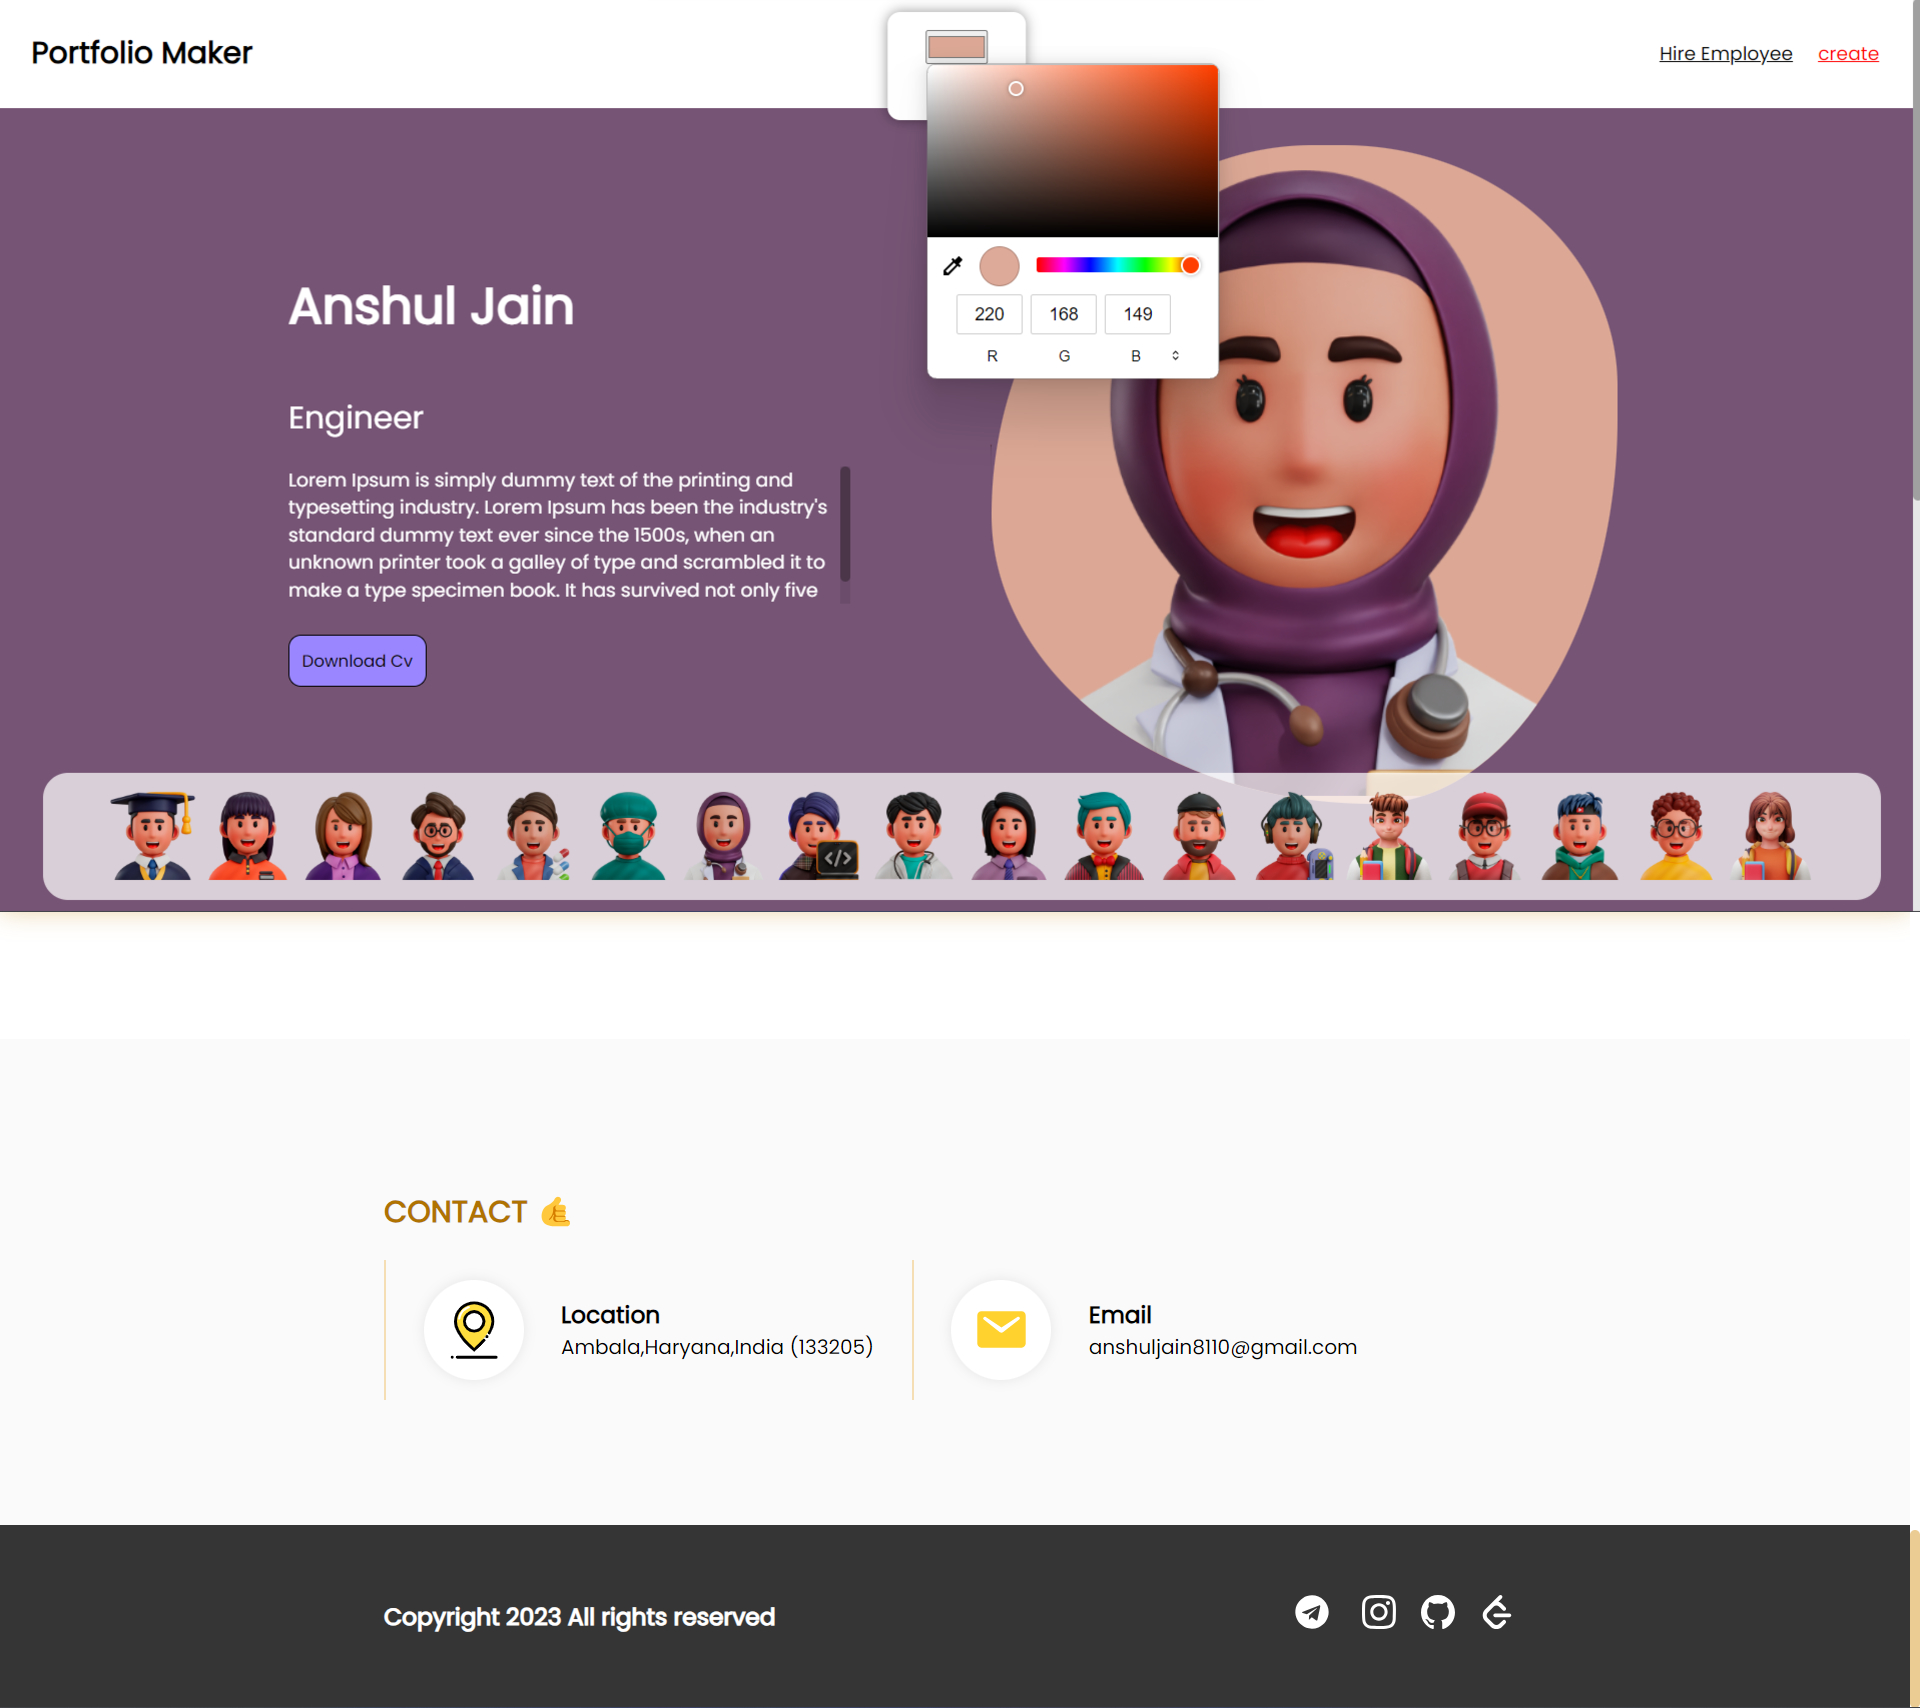 Portfolio Maker
Hire Employee
create
220
168
149
R
G
B
Anshul Jain
Engineer
Lorem Ipsum is simply dummy text of the printing and
typesetting industry. Lorem Ipsum has been the industry's
standard dummy text ever since the 1500s, when an
unknown printer took a galley of type and scrambled it to
make a type specimen book. It has survived not only five
Download Cv
</>
CONTACT 🤙
Location
Ambala,Haryana,India (133205)
Email
anshuljain8110@gmail.com
Copyright 2023 All rights reserved